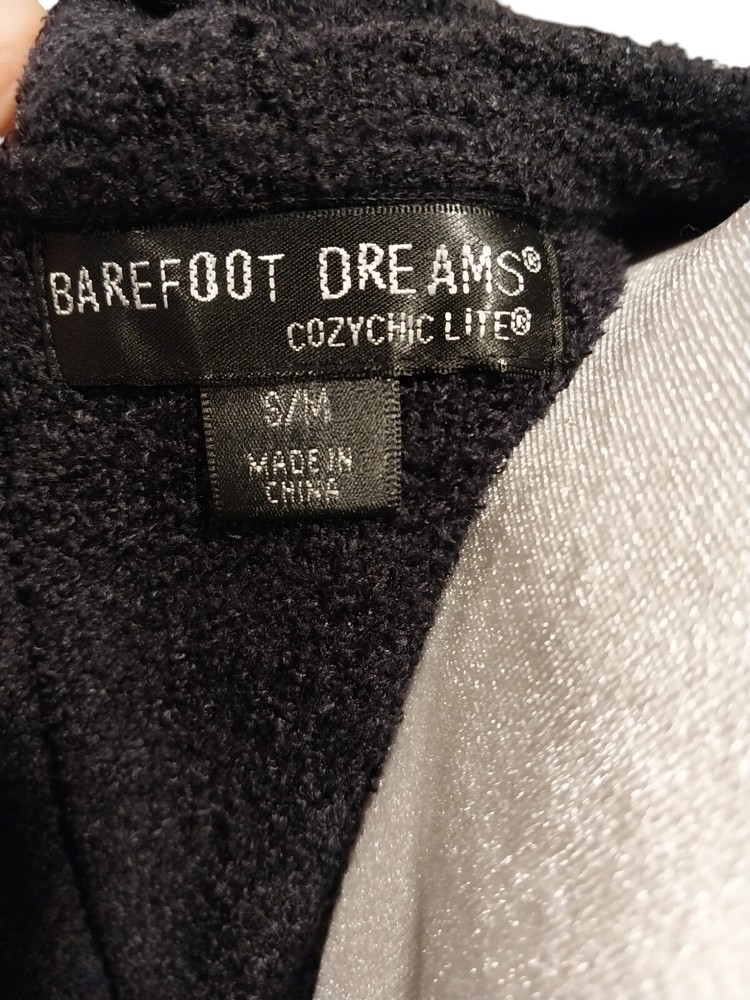 BAREFOOT DREAMS®
COZYCHIC LITE®
S/M
MADE IN
CHINA